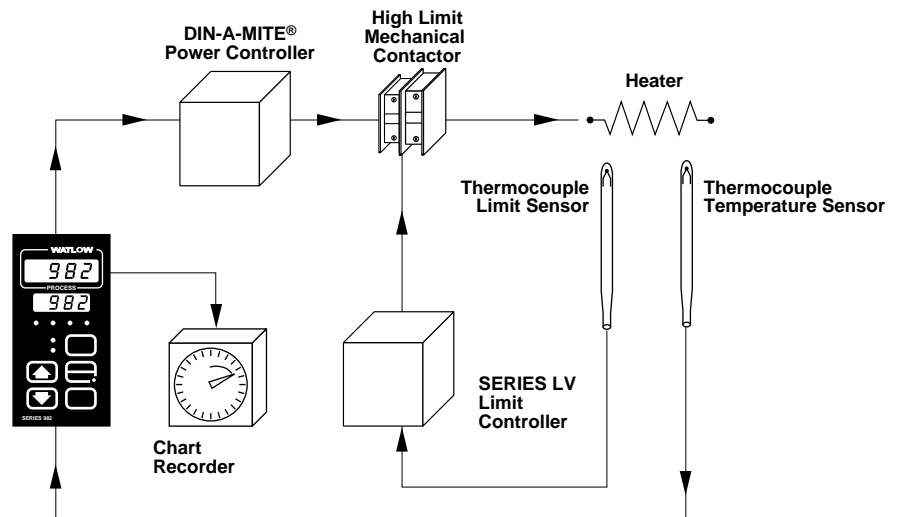 DIN-A-MITE®
Power Controller
High Limit
Mechanical
Contactor
Heater
Thermocouple
Limit Sensor
Thermocouple
Temperature Sensor
WATLOW
982
PROCESS
982
SERIES 982
Chart
Recorder
SERIES LV
Limit
Controller